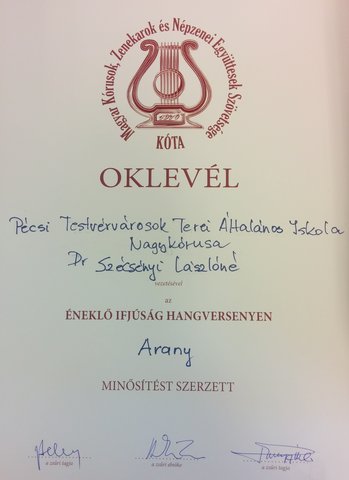 Magyar Kórusok, Zenekarok és Népzenei Együttesek Szövetsége
KÓTA
OKLEVÉL
Pécsi Testvérvárosok Terei Általános Iskola
Nagykórusa
Dr Szécsényi Lászlóné
vezetésével
az
ÉNEKLŐ IFJÚSÁG HANGVERSENYEN
Arany
MINŐSÍTÉST SZERZETT
a zsűri tagja a zsűri elnöke a zsűri tagja